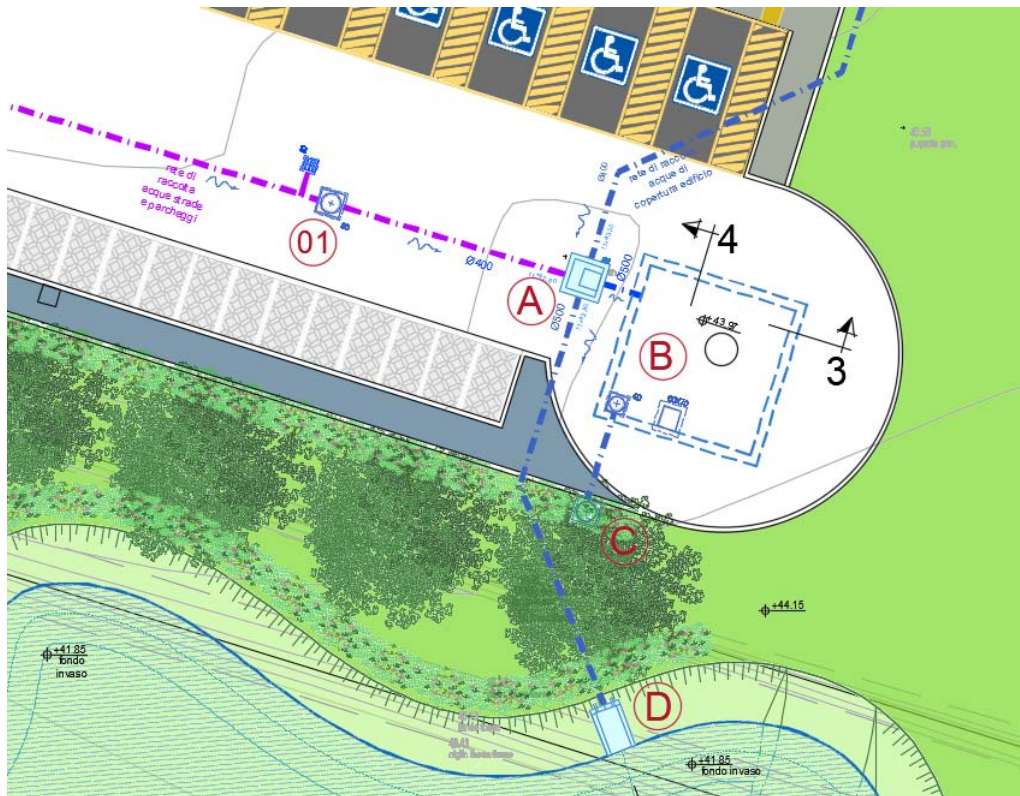 rete di
raccolta
acque strade
e parcheggi
01
Ø400
rete di raccolta
acque di
copertura edificio
Ø500
Ø500
A
B
C
D
4
3
+43.97
+44.15
+41.85
fondo
invaso
+41.85
fondo invaso